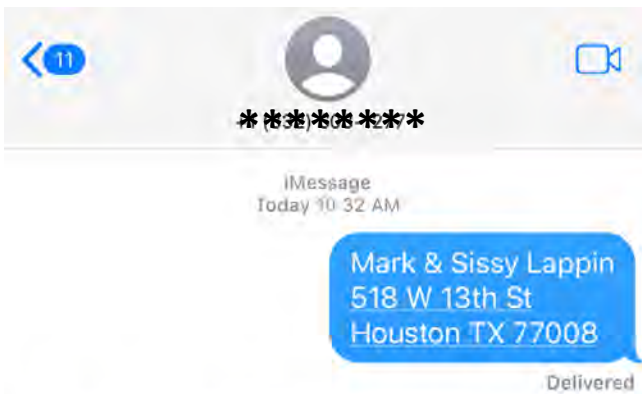 11
********
iMessage
Today 10:32 AM
Mark & Sissy Lappin
518 W 13th St
Houston TX 77008
Delivered